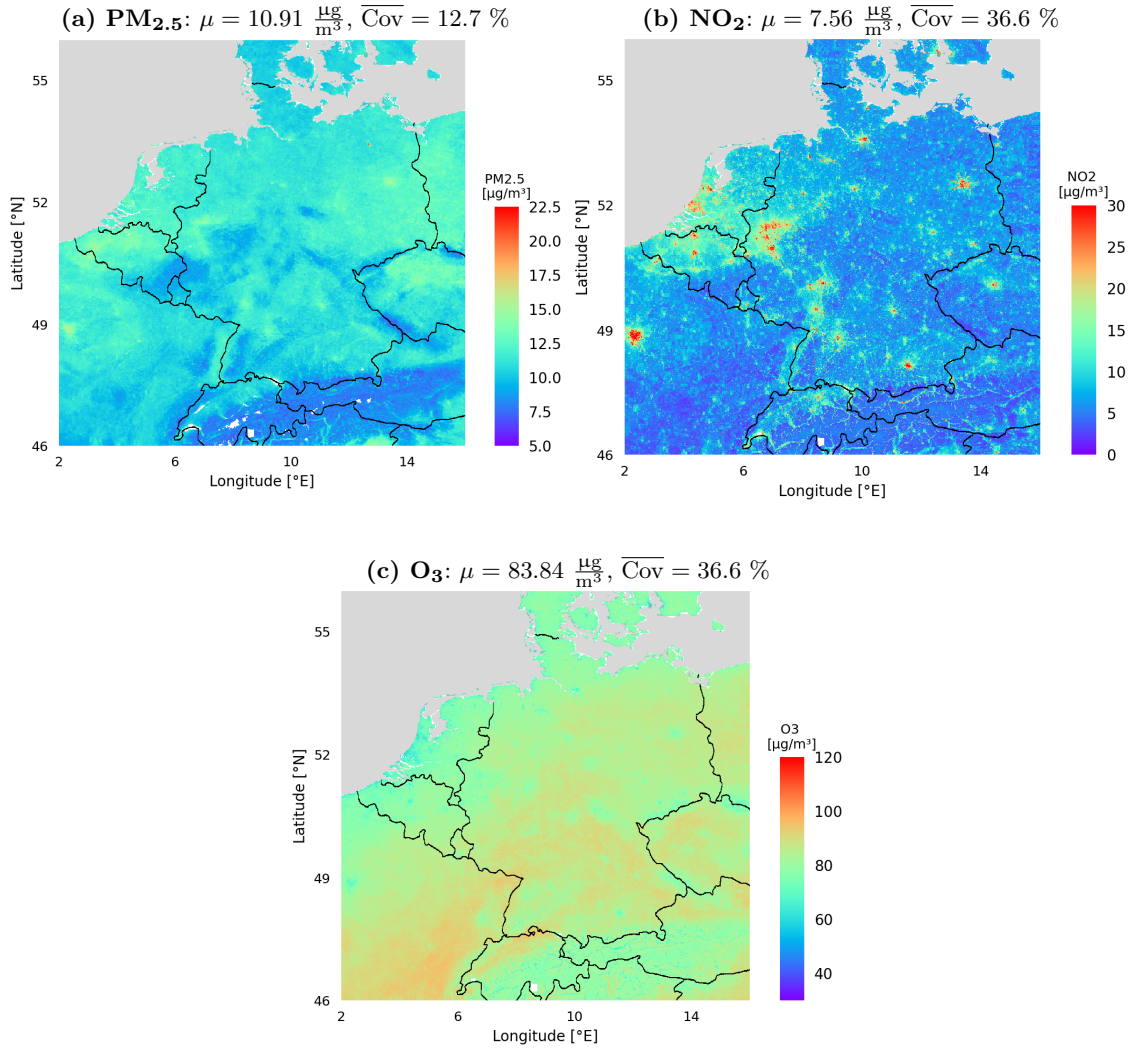 (a) PM₂.₅: μ = 10.91 μg/m³, C̅o̅v̅ = 12.7 %
(b) NO₂: μ = 7.56 μg/m³, C̅o̅v̅ = 36.6 %
55
52
49
46
Latitude [°N]
2 6 10 14
Longitude [°E]
PM2.5
[μg/m³]
22.5
20.0
17.5
15.0
12.5
10.0
7.5
5.0
55
52
49
46
Latitude [°N]
2 6 10 14
Longitude [°E]
NO2
[μg/m³]
30
25
20
15
10
5
0
(c) O₃: μ = 83.84 μg/m³, C̅o̅v̅ = 36.6 %
55
52
49
46
Latitude [°N]
2 6 10 14
Longitude [°E]
O3
[μg/m³]
120
100
80
60
40